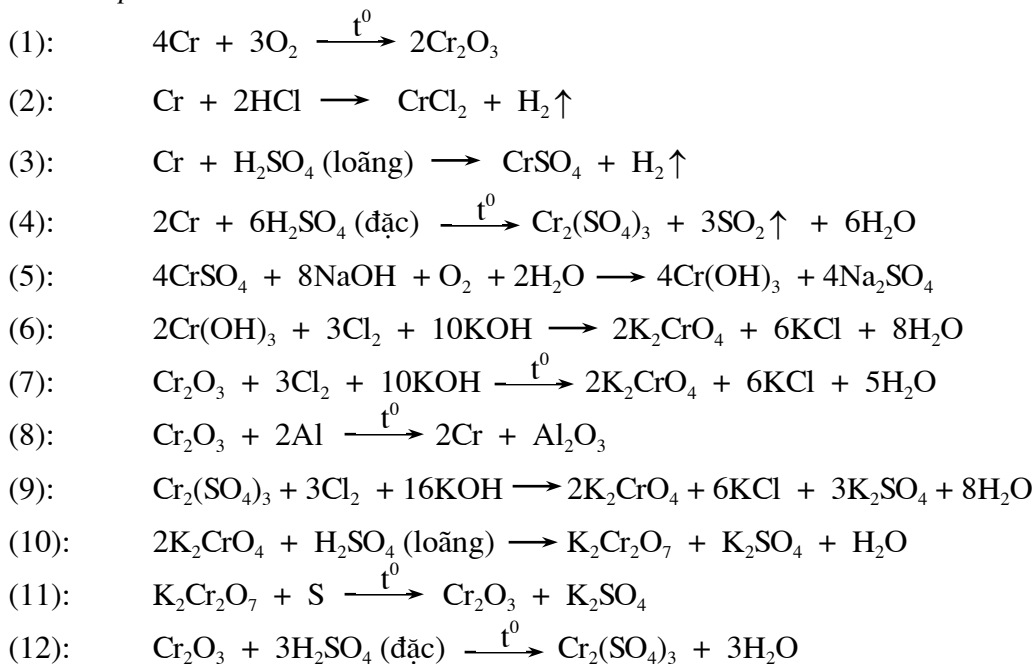 (1): 4Cr + 3O₂ —t⁰→ 2Cr₂O₃
(2): Cr + 2HCl → CrCl₂ + H₂↑
(3): Cr + H₂SO₄ (loãng) → CrSO₄ + H₂↑
(4): 2Cr + 6H₂SO₄ (đặc) —t⁰→ Cr₂(SO₄)₃ + 3SO₂↑ + 6H₂O
(5): 4CrSO₄ + 8NaOH + O₂ + 2H₂O → 4Cr(OH)₃ + 4Na₂SO₄
(6): 2Cr(OH)₃ + 3Cl₂ + 10KOH → 2K₂CrO₄ + 6KCl + 8H₂O
(7): Cr₂O₃ + 3Cl₂ + 10KOH —t⁰→ 2K₂CrO₄ + 6KCl + 5H₂O
(8): Cr₂O₃ + 2Al —t⁰→ 2Cr + Al₂O₃
(9): Cr₂(SO₄)₃ + 3Cl₂ + 16KOH → 2K₂CrO₄ + 6KCl + 3K₂SO₄ + 8H₂O
(10): 2K₂CrO₄ + H₂SO₄ (loãng) → K₂Cr₂O₇ + K₂SO₄ + H₂O
(11): K₂Cr₂O₇ + S —t⁰→ Cr₂O₃ + K₂SO₄
(12): Cr₂O₃ + 3H₂SO₄ (đặc) —t⁰→ Cr₂(SO₄)₃ + 3H₂O